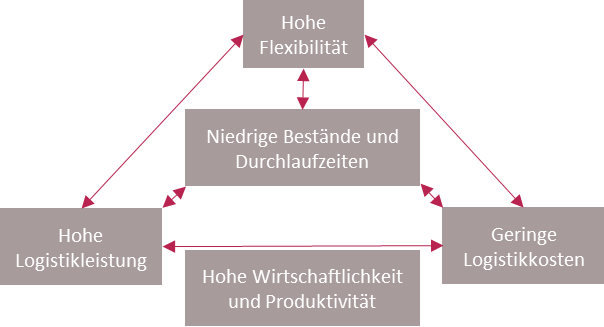 Hohe
Flexibilität
Niedrige Bestände und
Durchlaufzeiten
Hohe
Logistikleistung
Geringe
Logistikkosten
Hohe Wirtschaftlichkeit
und Produktivität